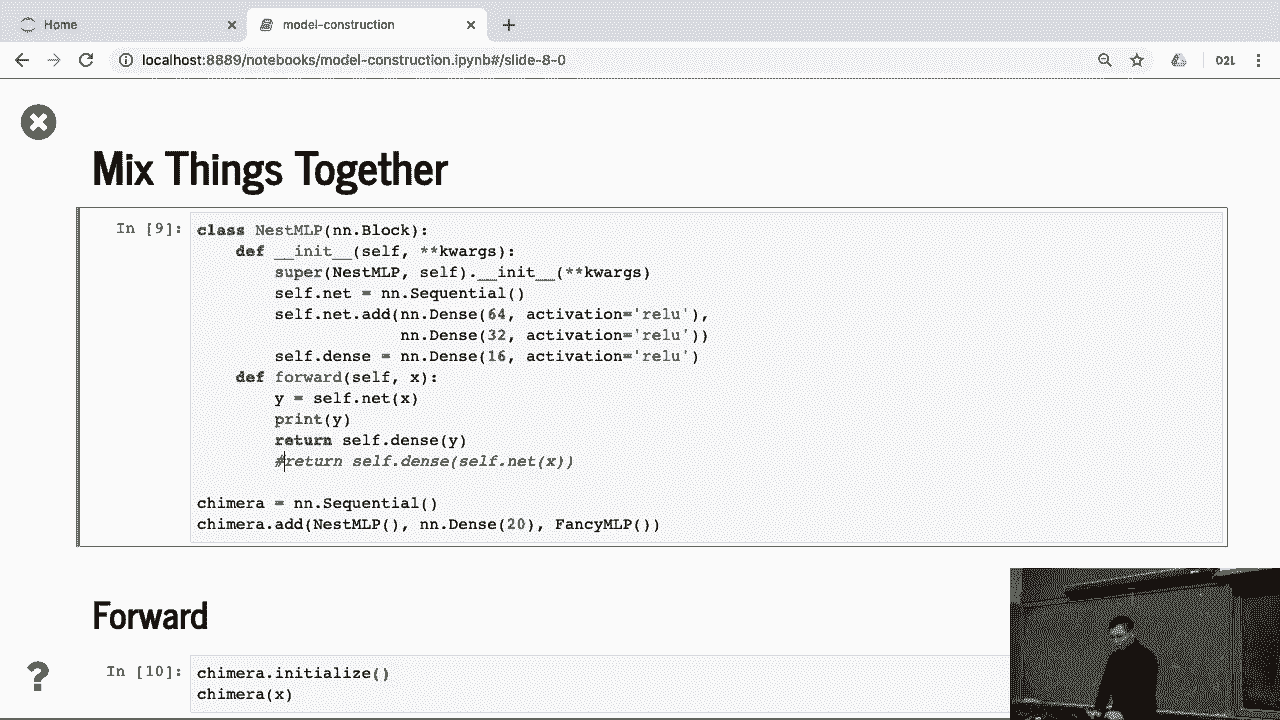 Home
model-construction
localhost:8889/notebooks/model-construction.ipynb#/slide-8-0
D2L
Mix Things Together
In [9]:
class NestMLP(nn.Block):
    def __init__(self, **kwargs):
        super(NestMLP, self).__init__(**kwargs)
        self.net = nn.Sequential()
        self.net.add(nn.Dense(64, activation='relu'),
                     nn.Dense(32, activation='relu'))
        self.dense = nn.Dense(16, activation='relu')
    def forward(self, x):
        y = self.net(x)
        print(y)
        return self.dense(y)
        #return self.dense(self.net(x))
chimera = nn.Sequential()
chimera.add(NestMLP(), nn.Dense(20), FancyMLP())
Forward
In [10]:
chimera.initialize()
chimera(x)